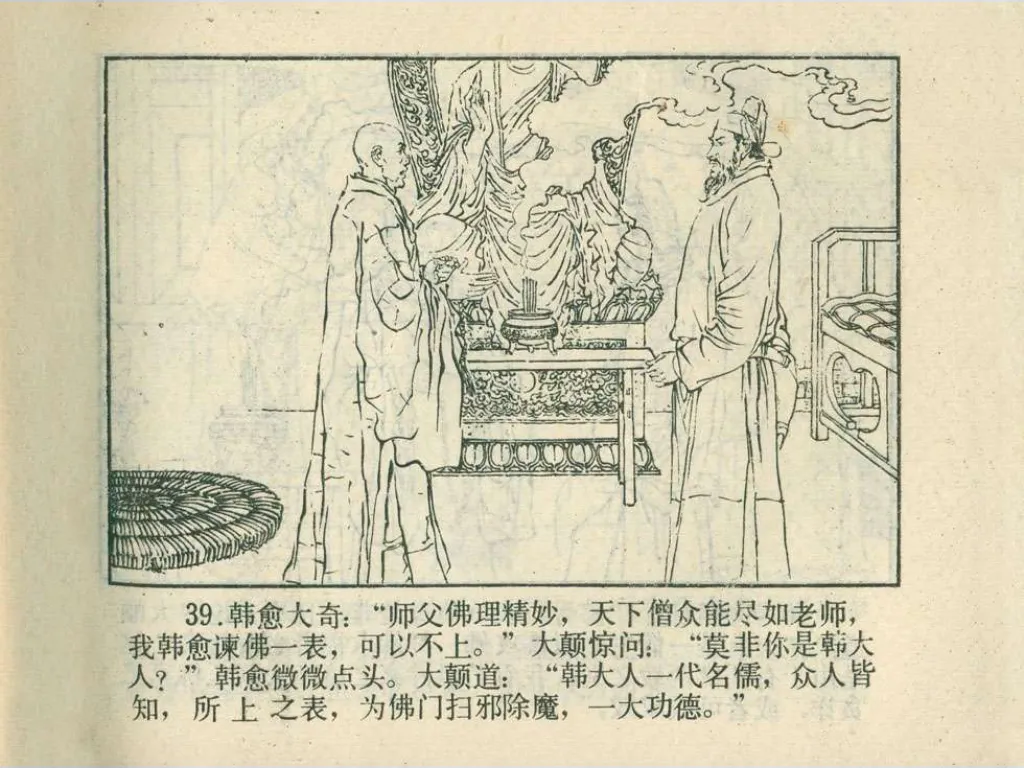 39.韩愈大奇：“师父佛理精妙，天下僧众能尽如老师，
我韩愈谏佛一表，可以不上。”大颠惊问：“莫非你是韩大
人？”韩愈微微点头。大颠道：“韩大人一代名儒，众人皆
知，所上之表，为佛门扫邪除魔，一大功德。”